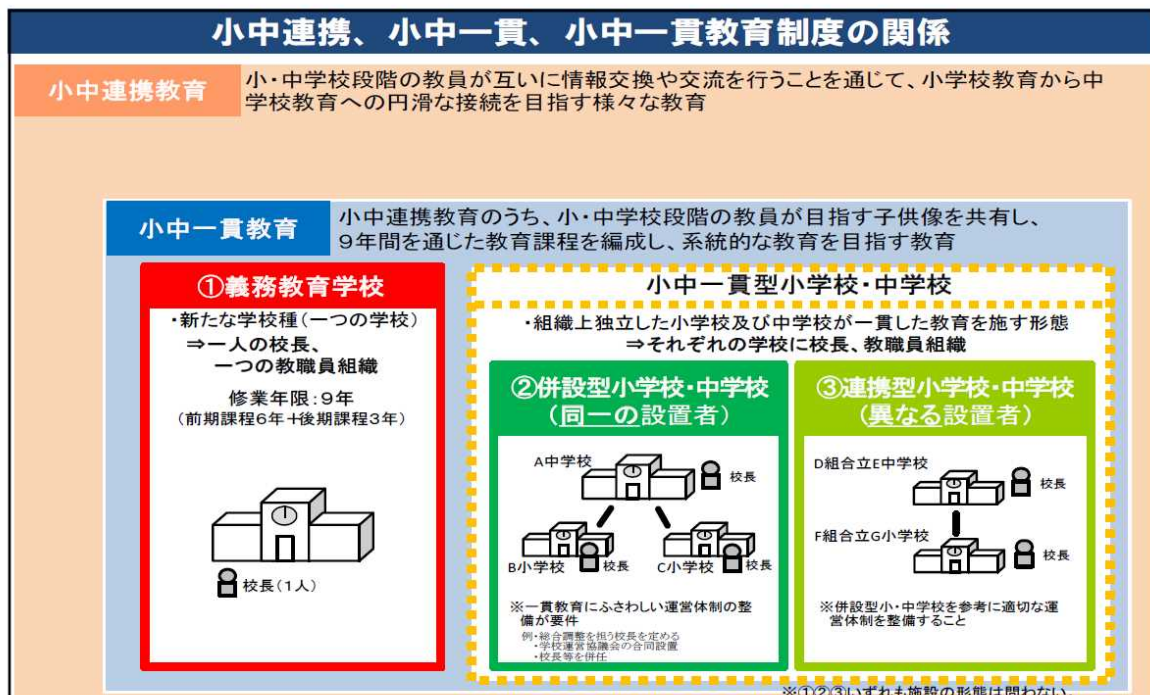 小中連携、小中一貫、小中一貫教育制度の関係
小中連携教育
小・中学校段階の教員が互いに情報交換や交流を行うことを通じて、小学校教育から中
学校教育への円滑な接続を目指す様々な教育
小中一貫教育
小中連携教育のうち、小・中学校段階の教員が目指す子供像を共有し、
9年間を通じた教育課程を編成し、系統的な教育を目指す教育
①義務教育学校
・新たな学校種(一つの学校)
⇒一人の校長、
一つの教職員組織
修業年限:9年
(前期課程6年+後期課程3年)
校長(1人)
小中一貫型小学校・中学校
・組織上独立した小学校及び中学校が一貫した教育を施す形態
⇒それぞれの学校に校長、教職員組織
②併設型小学校・中学校
(同一の設置者)
A中学校
校長
B小学校
校長
C小学校
校長
※一貫教育にふさわしい運営体制の整
備が要件
例・総合調整を担う校長を定める
・学校運営協議会の合同設置
・校長等を併任
③連携型小学校・中学校
(異なる設置者)
D組合立E中学校
校長
F組合立G小学校
校長
※併設型小・中学校を参考に適切な運
営体制を整備すること
※①②③いずれも施設の形態は問わない